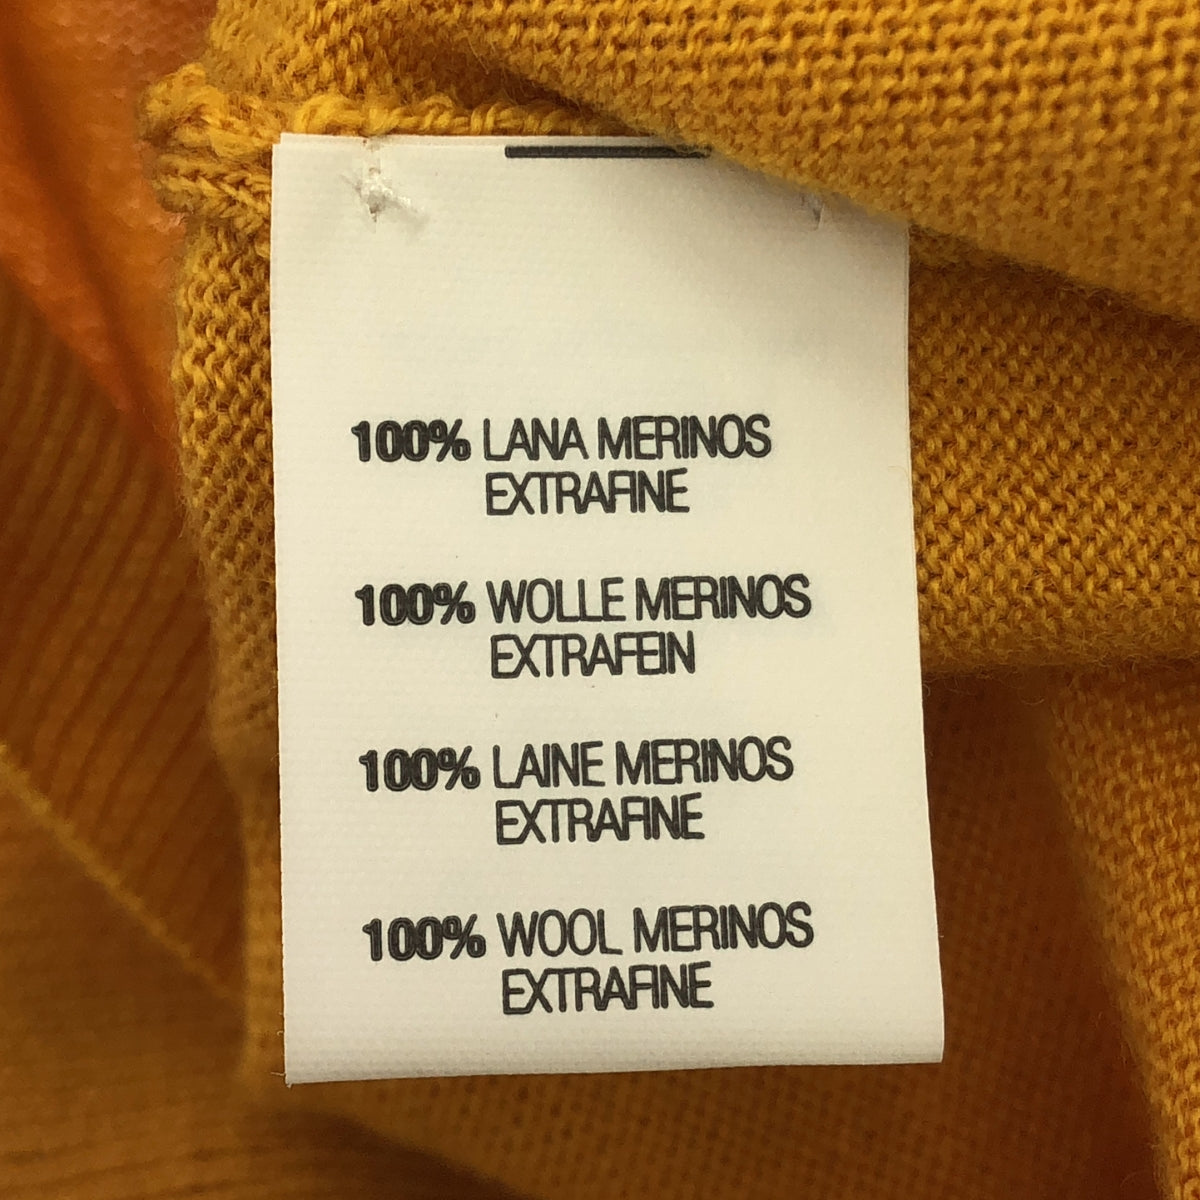 100% LANA MERINOS
EXTRAFINE
100% WOLLE MERINOS
EXTRAFEIN
100% LAINE MERINOS
EXTRAFINE
100% WOOL MERINOS
EXTRAFINE